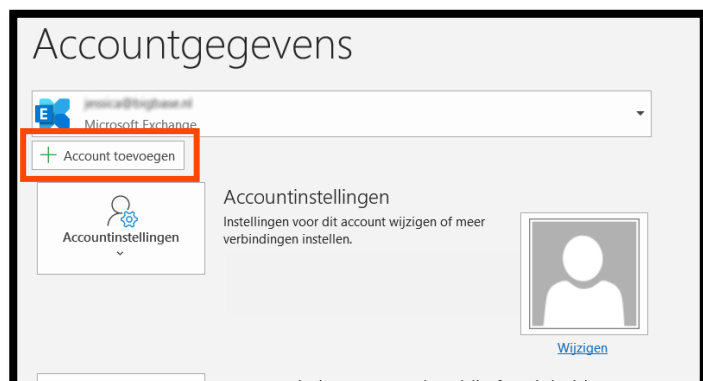 Accountgegevens
E
Microsoft Exchange
Account toevoegen
Accountinstellingen
Instellingen voor dit account wijzigen of meer
verbindingen instellen.
Accountinstellingen
Wijzigen